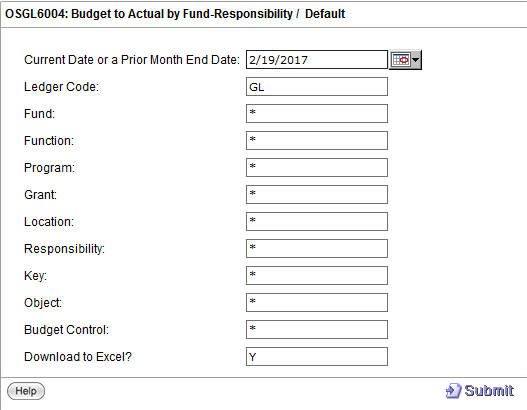 OSGL6004: Budget to Actual by Fund-Responsibility / Default
Current Date or a Prior Month End Date: 2/19/2017
Ledger Code: GL
Fund: *
Function: *
Program: *
Grant: *
Location: *
Responsibility: *
Key: *
Object: *
Budget Control: *
Download to Excel? Y
Help Submit